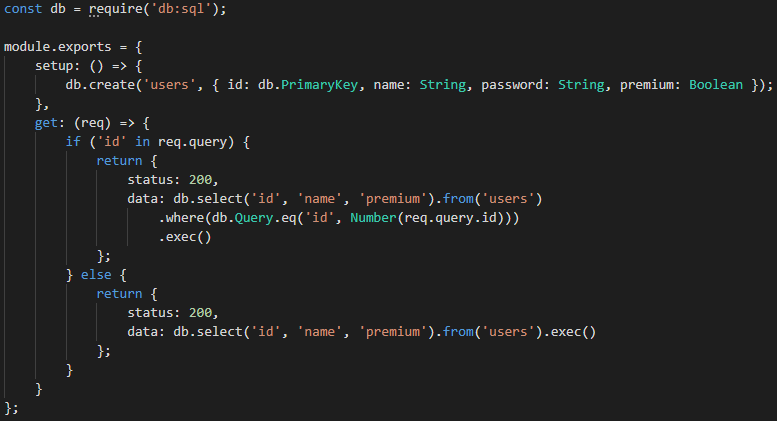 const db = require('db:sql');
module.exports = {
    setup: () => {
        db.create('users', { id: db.PrimaryKey, name: String, password: String, premium: Boolean });
    },
    get: (req) => {
        if ('id' in req.query) {
            return {
                status: 200,
                data: db.select('id', 'name', 'premium').from('users')
                    .where(db.Query.eq('id', Number(req.query.id)))
                    .exec()
            };
        } else {
            return {
                status: 200,
                data: db.select('id', 'name', 'premium').from('users').exec()
            };
        }
    }
};